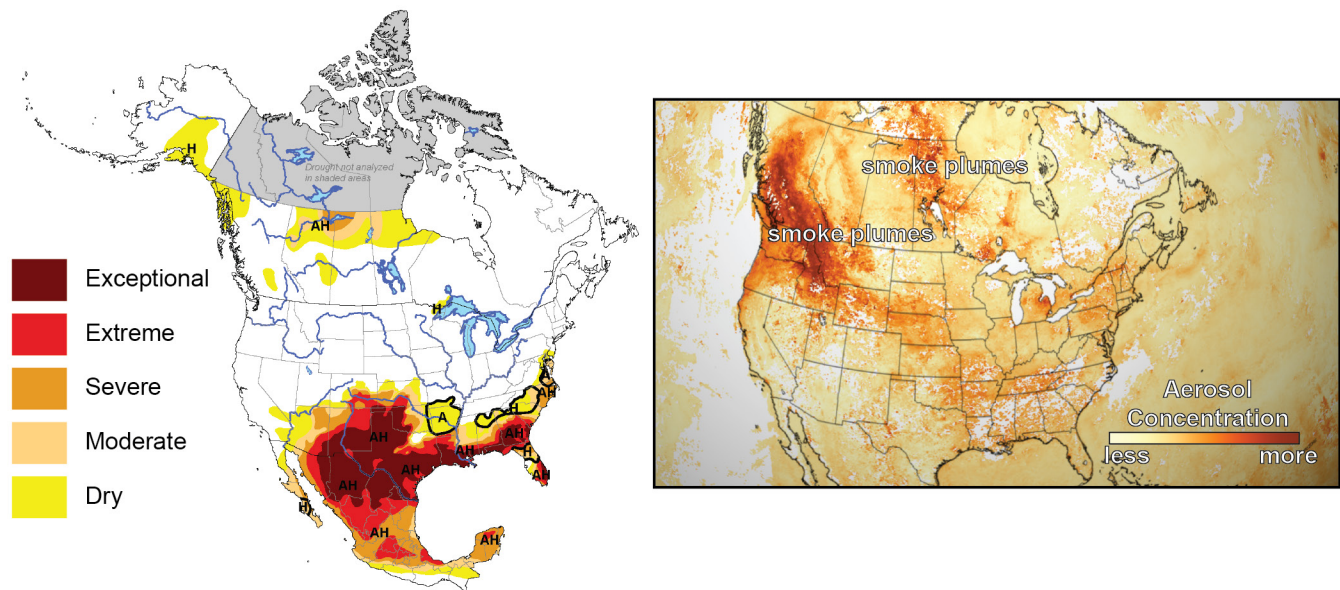 Exceptional
Extreme
Severe
Moderate
Dry
H
Drought not analyzed
in shaded areas
AH
H
A
H
A
AH
AH
AH
AH
AH
AH
H
AH
H
AH
AH
smoke plumes
smoke plumes
Aerosol
Concentration
less
more